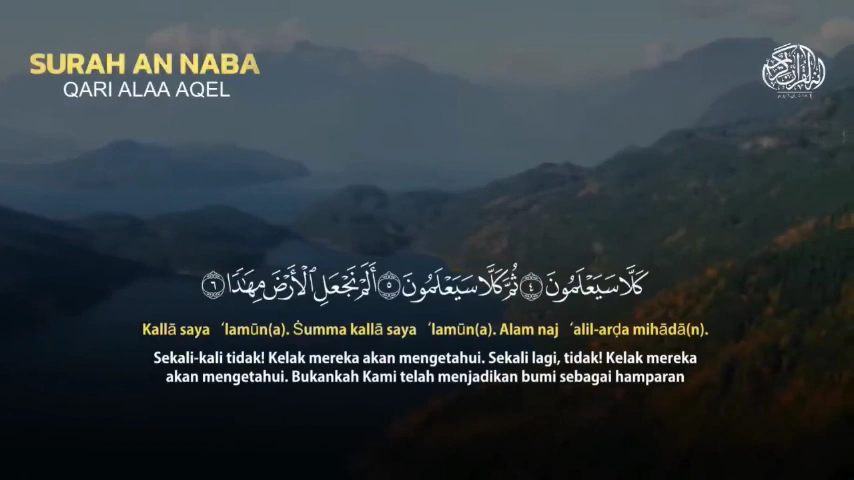 SURAH AN NABA
QARI ALAA AQEL
كَلَّا سَيَعْلَمُونَ ۝٤ ثُمَّ كَلَّا سَيَعْلَمُونَ ۝٥ أَلَمْ نَجْعَلِ الْأَرْضَ مِهَٰدًا ۝٦
Kallā saya‘lamūn(a). Ṡumma kallā saya‘lamūn(a). Alam naj‘alil-arḍa mihādā(n).
Sekali-kali tidak! Kelak mereka akan mengetahui. Sekali lagi, tidak! Kelak mereka
akan mengetahui. Bukankah Kami telah menjadikan bumi sebagai hamparan